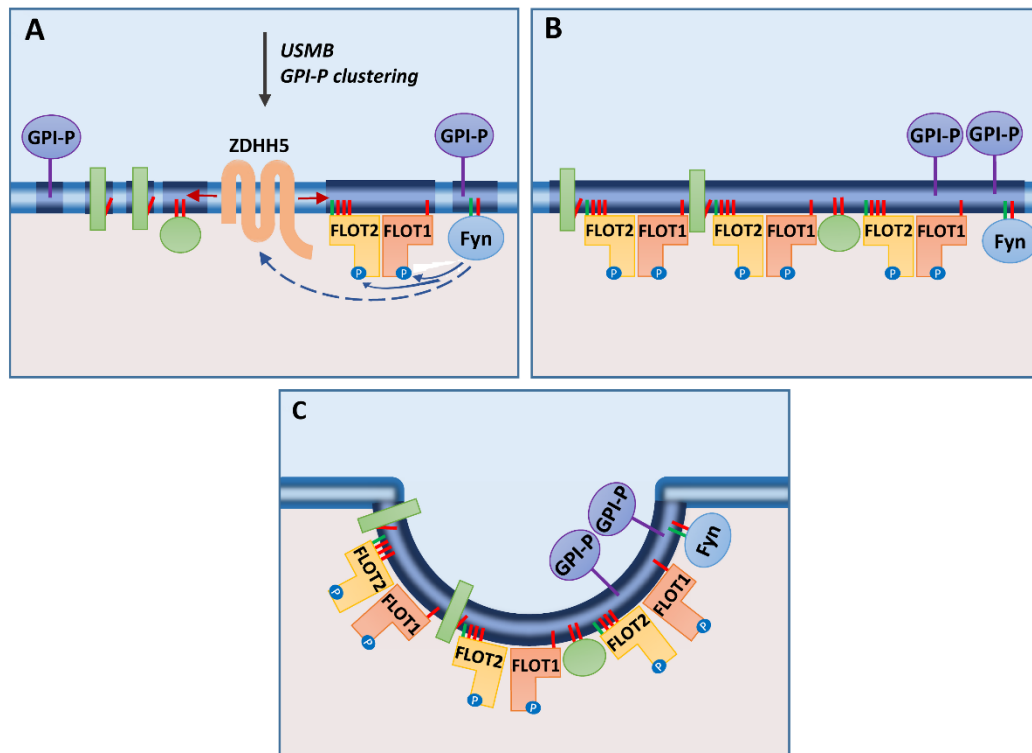 A
USMB
GPI-P clustering
GPI-P
ZDHH5
GPI-P
FLOT2
FLOT1
Fyn
P
P
B
GPI-P
GPI-P
FLOT2
FLOT1
FLOT2
FLOT1
FLOT2
FLOT1
Fyn
P
P
P
P
P
P
C
GPI-P
GPI-P
Fyn
FLOT2
FLOT1
FLOT2
FLOT1
FLOT2
FLOT1
P
P
P
P
P
P